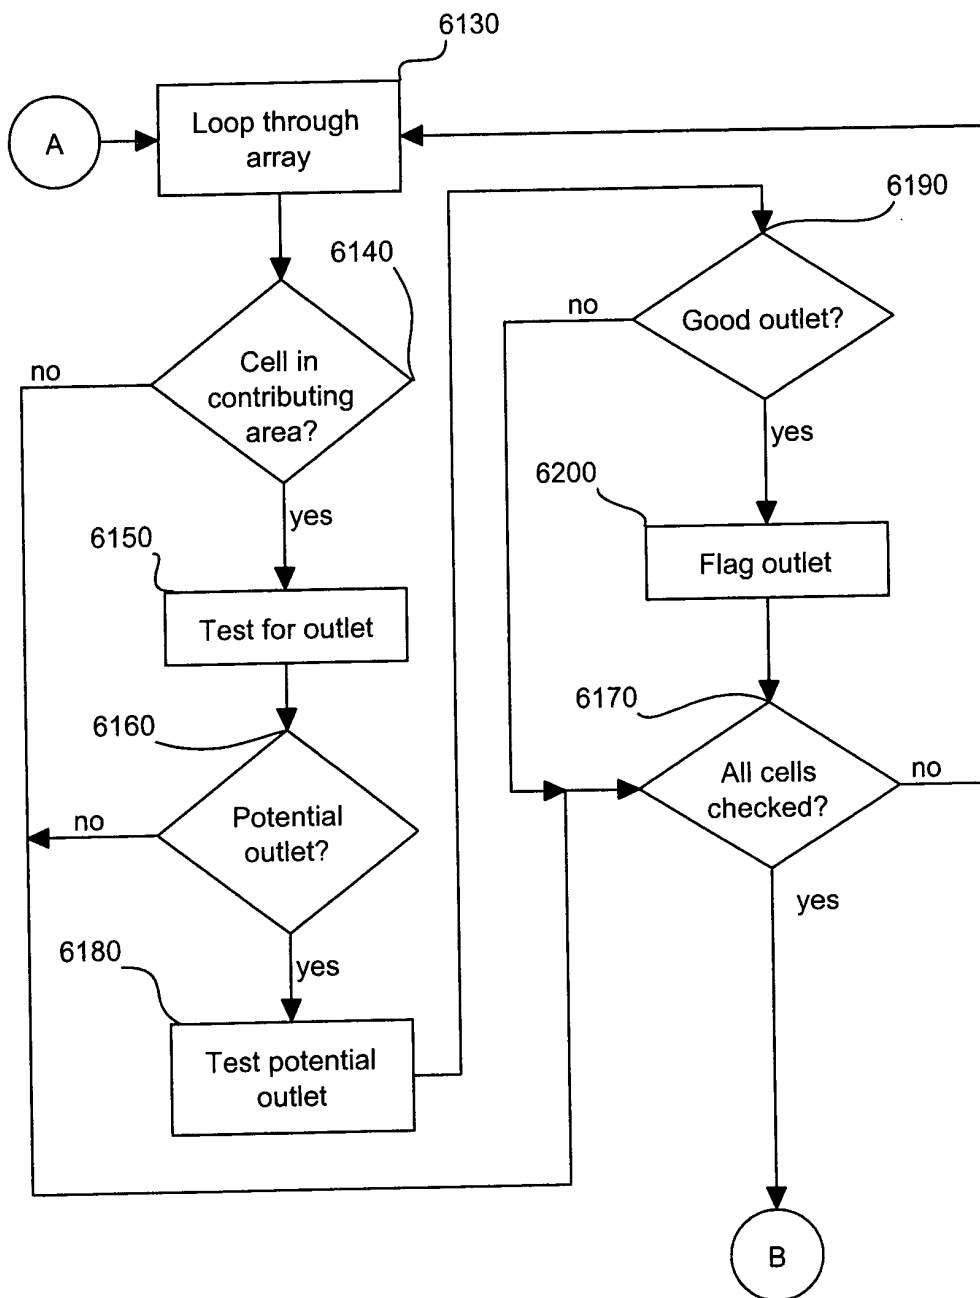 6130
A
Loop through
array
6140
no
Cell in
contributing
area?
yes
6150
Test for outlet
6160
no
Potential
outlet?
yes
6180
Test potential
outlet
6190
no
Good outlet?
yes
6200
Flag outlet
6170
All cells
checked?
no
yes
B